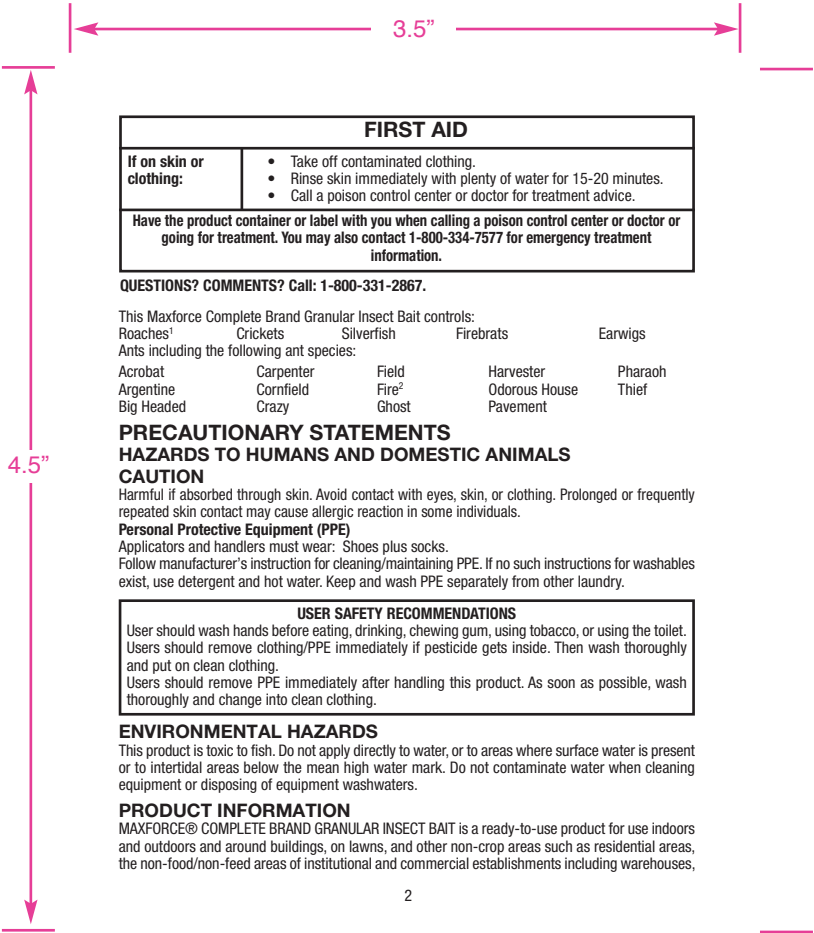 3.5”
4.5”
FIRST AID
If on skin or clothing:
• Take off contaminated clothing.
• Rinse skin immediately with plenty of water for 15-20 minutes.
• Call a poison control center or doctor for treatment advice.
Have the product container or label with you when calling a poison control center or doctor or
going for treatment. You may also contact 1-800-334-7577 for emergency treatment
information.
QUESTIONS? COMMENTS? Call: 1-800-331-2867.
This Maxforce Complete Brand Granular Insect Bait controls:
Roaches¹ Crickets Silverfish Firebrats Earwigs
Ants including the following ant species:
Acrobat Carpenter Field Harvester Pharaoh
Argentine Cornfield Fire² Odorous House Thief
Big Headed Crazy Ghost Pavement
PRECAUTIONARY STATEMENTS
HAZARDS TO HUMANS AND DOMESTIC ANIMALS
CAUTION
Harmful if absorbed through skin. Avoid contact with eyes, skin, or clothing. Prolonged or frequently
repeated skin contact may cause allergic reaction in some individuals.
Personal Protective Equipment (PPE)
Applicators and handlers must wear: Shoes plus socks.
Follow manufacturer’s instruction for cleaning/maintaining PPE. If no such instructions for washables
exist, use detergent and hot water. Keep and wash PPE separately from other laundry.
USER SAFETY RECOMMENDATIONS
User should wash hands before eating, drinking, chewing gum, using tobacco, or using the toilet.
Users should remove clothing/PPE immediately if pesticide gets inside. Then wash thoroughly
and put on clean clothing.
Users should remove PPE immediately after handling this product. As soon as possible, wash
thoroughly and change into clean clothing.
ENVIRONMENTAL HAZARDS
This product is toxic to fish. Do not apply directly to water, or to areas where surface water is present
or to intertidal areas below the mean high water mark. Do not contaminate water when cleaning
equipment or disposing of equipment washwaters.
PRODUCT INFORMATION
MAXFORCE® COMPLETE BRAND GRANULAR INSECT BAIT is a ready-to-use product for use indoors
and outdoors and around buildings, on lawns, and other non-crop areas such as residential areas,
the non-food/non-feed areas of institutional and commercial establishments including warehouses,
2